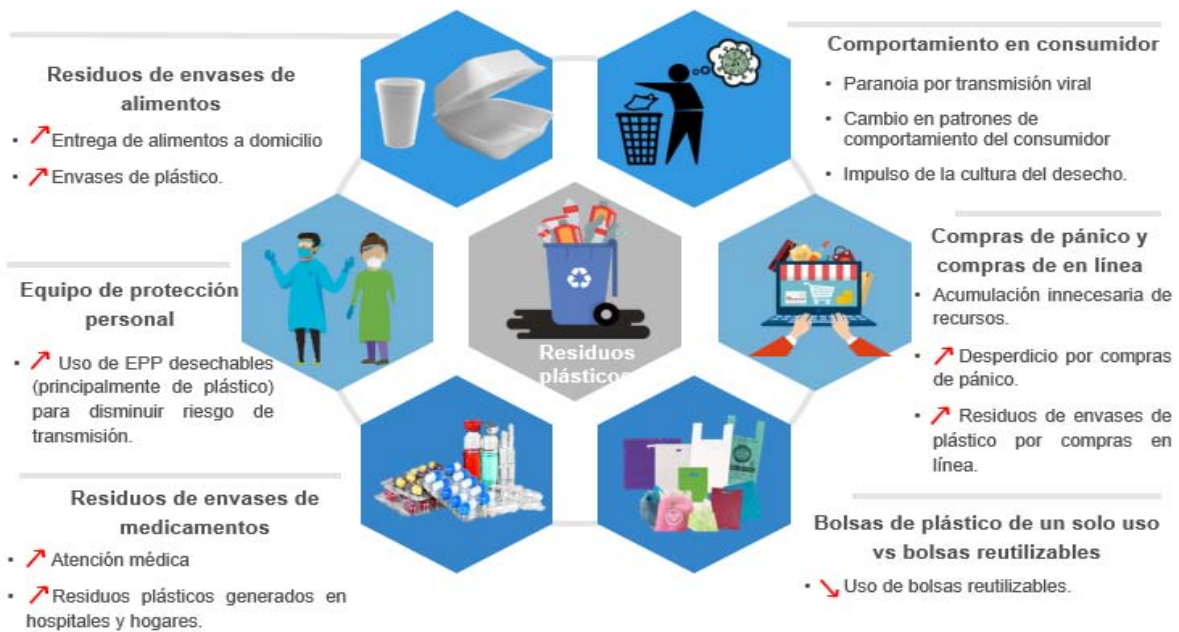 Residuos de envases de
alimentos
• ↗ Entrega de alimentos a domicilio
• ↗ Envases de plástico.
Equipo de protección
personal
• ↗ Uso de EPP desechables
(principalmente de plástico)
para disminuir riesgo de
transmisión.
Residuos de envases de
medicamentos
• ↗ Atención médica
• ↗ Residuos plásticos generados en
hospitales y hogares.
Residuos
plásticos
Comportamiento en consumidor
• Paranoia por transmisión viral
• Cambio en patrones de
comportamiento del consumidor
• Impulso de la cultura del desecho.
Compras de pánico y
compras de en línea
• Acumulación innecesaria de
recursos.
• ↗ Desperdicio por compras
de pánico.
• ↗ Residuos de envases de
plástico por compras en
línea.
Bolsas de plástico de un solo uso
vs bolsas reutilizables
• ↘ Uso de bolsas reutilizables.